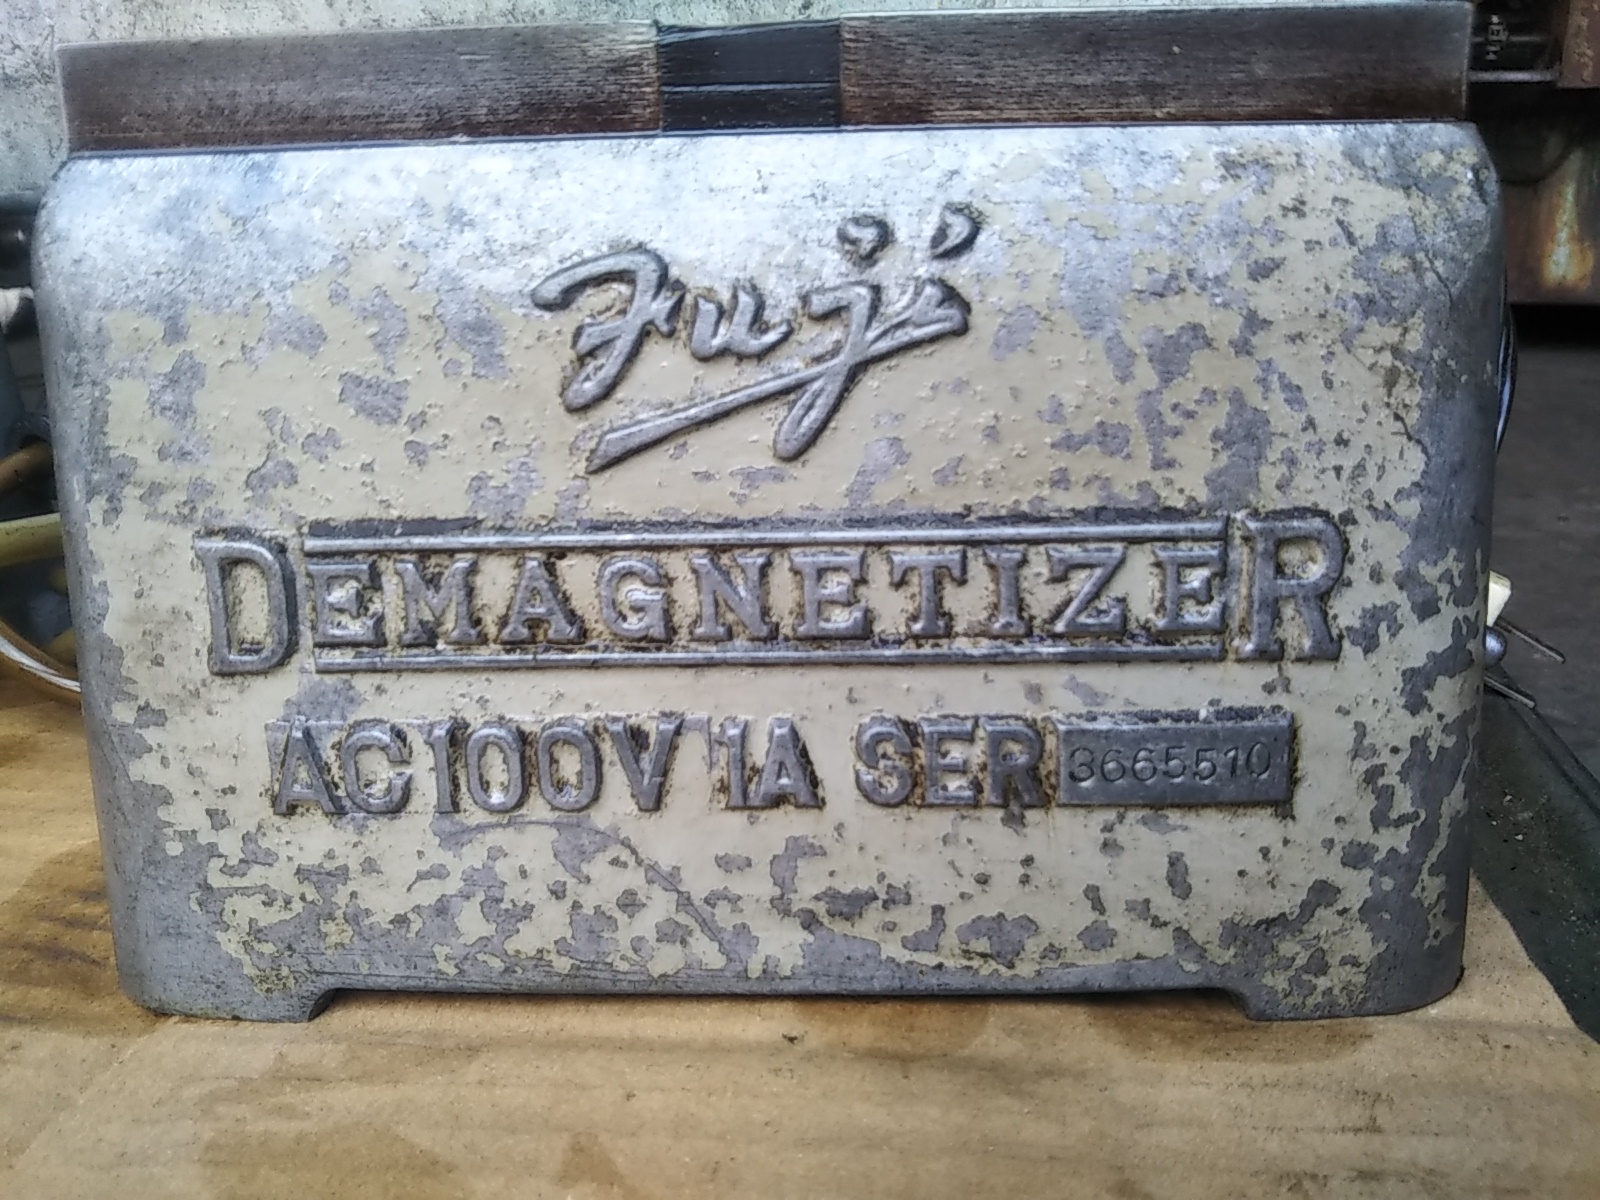 Fuji
DEMAGNETIZER
AC100V 1A SER 3665510